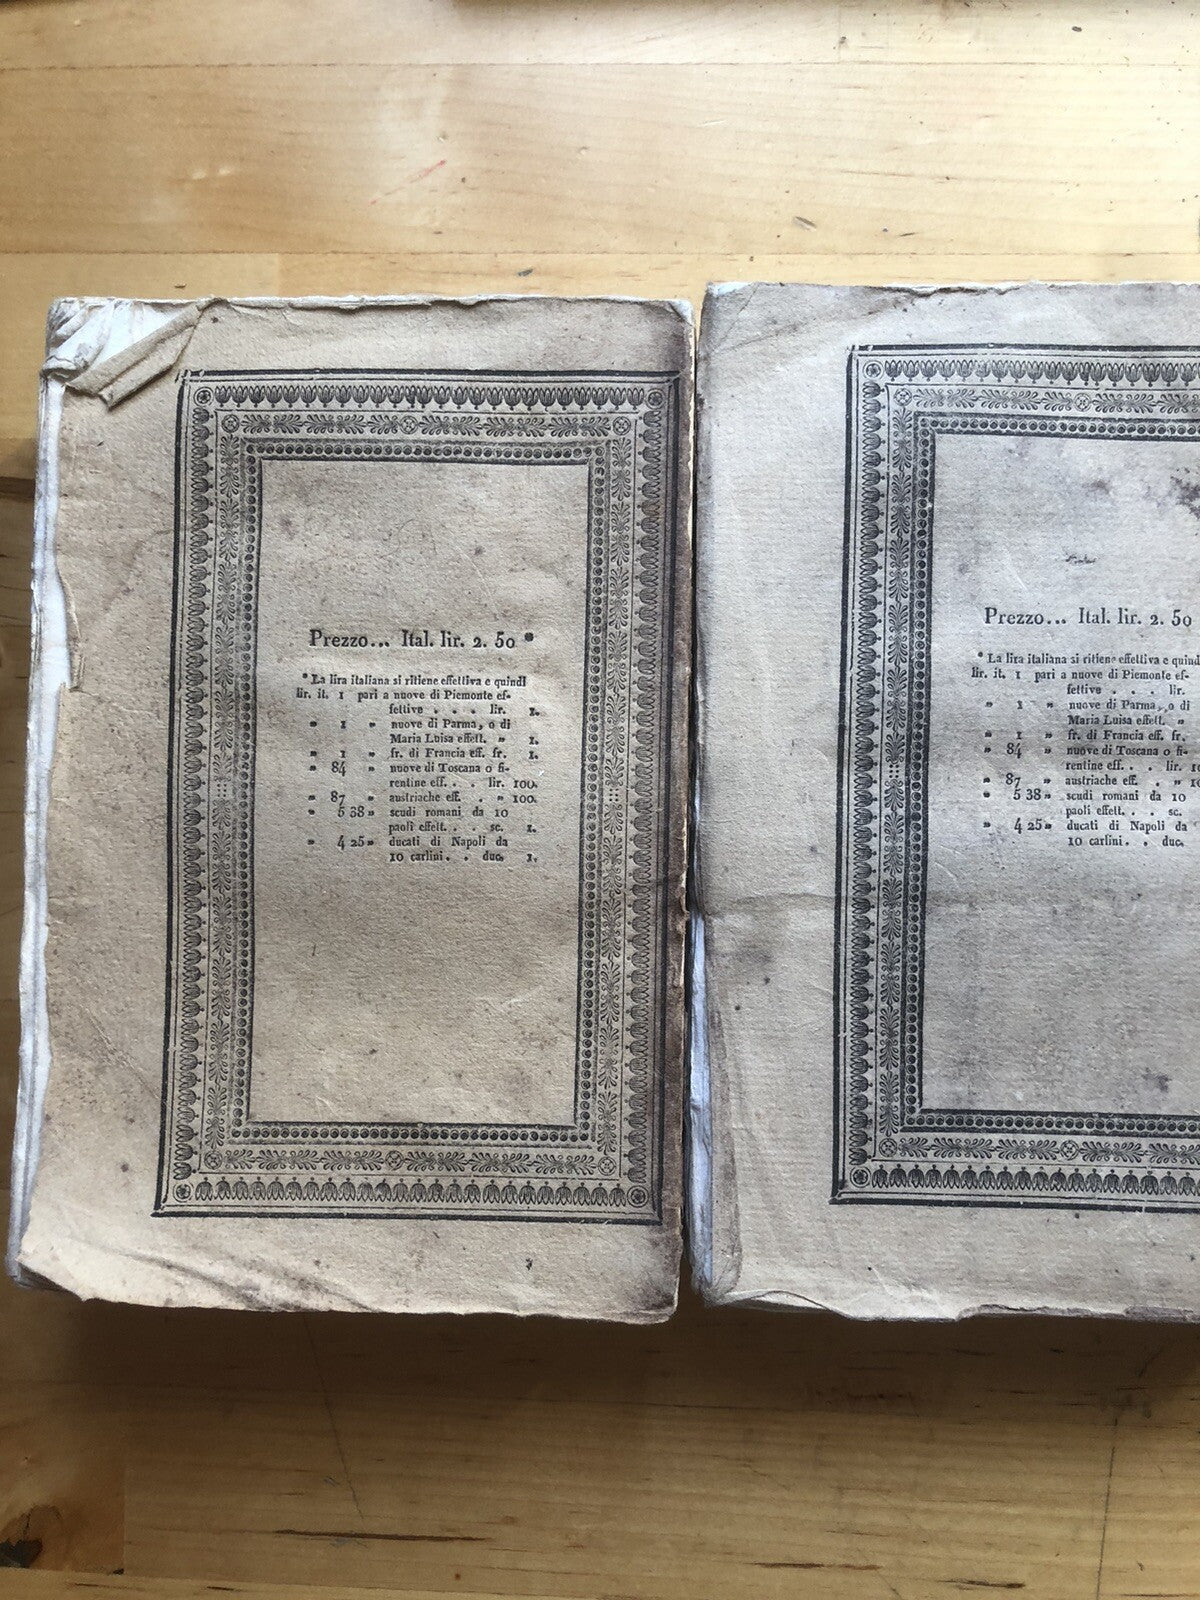 Prezzo... Ital. lir. 2. 50 *
* La lira italiana si ritiene effettiva e quindi
lir. it. 1 pari a nuove di Piemonte ef-
fettive . . . lir. 1.
" 1 " nuove di Parma, o di
Maria Luisa effett. " 1.
" 1 " fr. di Francia eff. fr. 1.
" 84 " nuove di Toscana o fi-
rentine eff. . . lir. 100.
" 87 " austriache eff. . " 100.
" 5 38 " scudi romani da 10
paoli effett. . . sc. 1.
" 4 25 " ducati di Napoli da
10 carlini. . duc. 1.
Prezzo... Ital. lir. 2. 50
* La lira italiana si ritiene effettiva e quind
lir. it. 1 pari a nuove di Piemonte ef-
fettive . . . lir.
" 1 " nuove di Parma, o di
Maria Luisa effett. "
" 1 " fr. di Francia eff. fr.
" 84 " nuove di Toscana o fi-
rentine eff. . . lir. 10
" 87 " austriache eff. . " 10
" 5 38 " scudi romani da 10
paoli effett. . . sc.
" 4 25 " ducati di Napoli da
10 carlini. . duc.